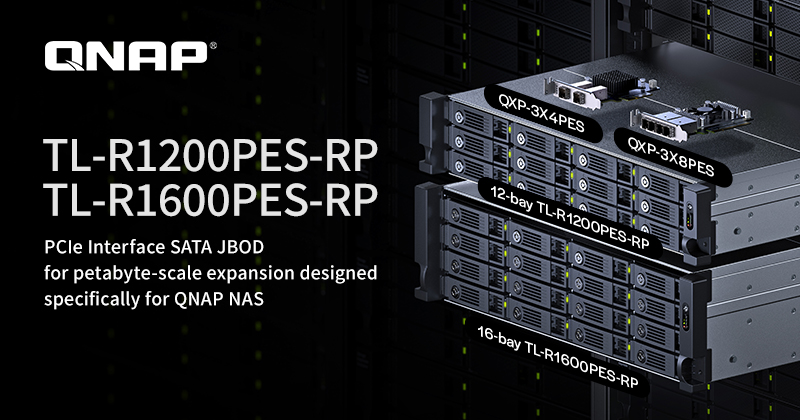 QNAP®
TL-R1200PES-RP
TL-R1600PES-RP
PCIe Interface SATA JBOD
for petabyte-scale expansion designed
specifically for QNAP NAS
QXP-3X4PES
QXP-3X8PES
12-bay TL-R1200PES-RP
16-bay TL-R1600PES-RP